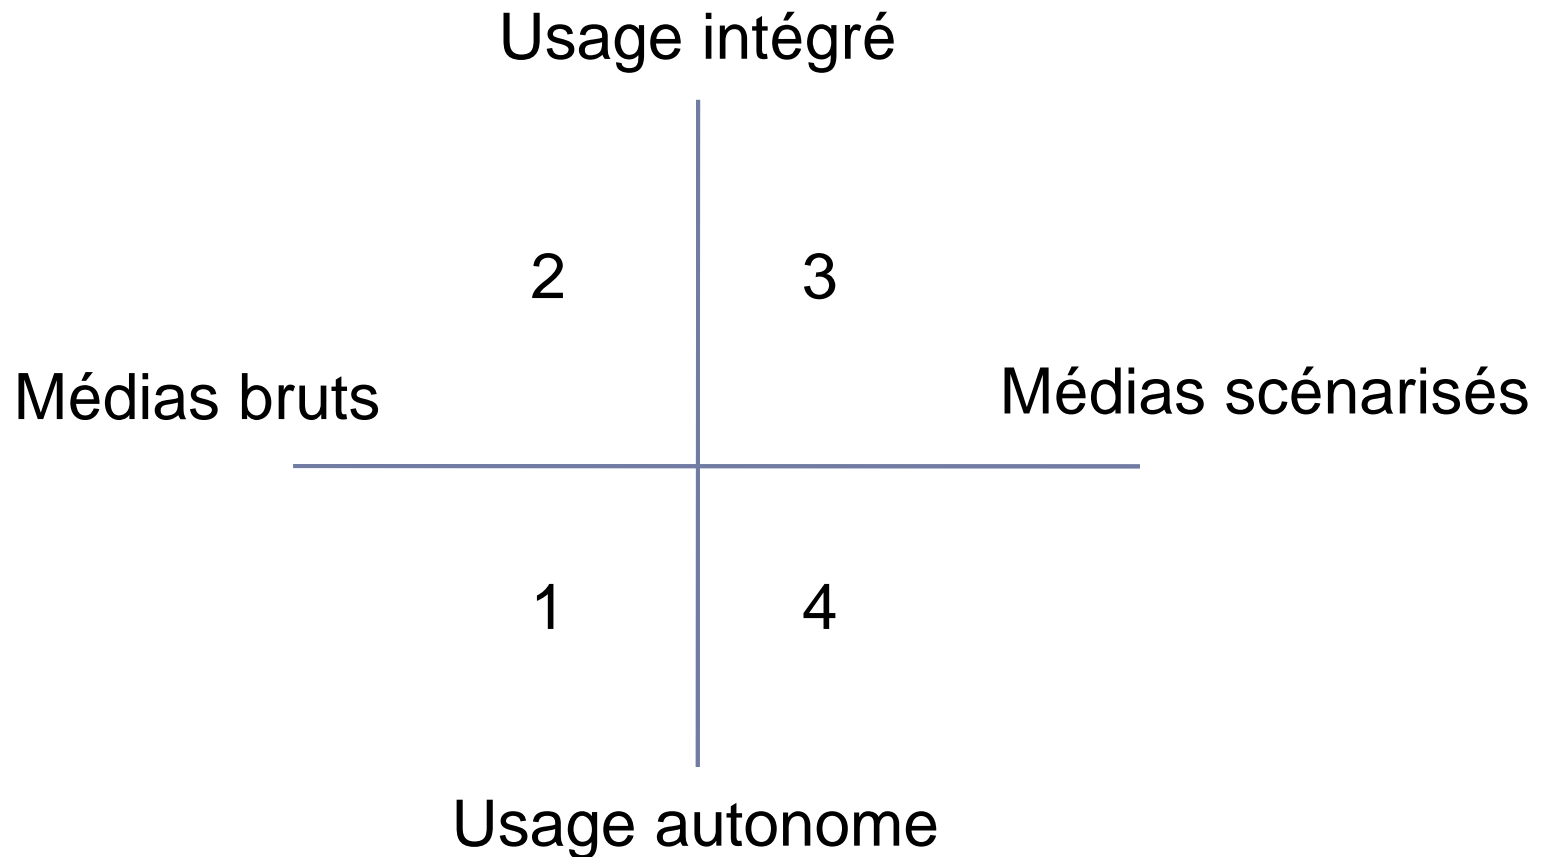 Usage intégré
2 3
Médias bruts Médias scénarisés
1 4
Usage autonome